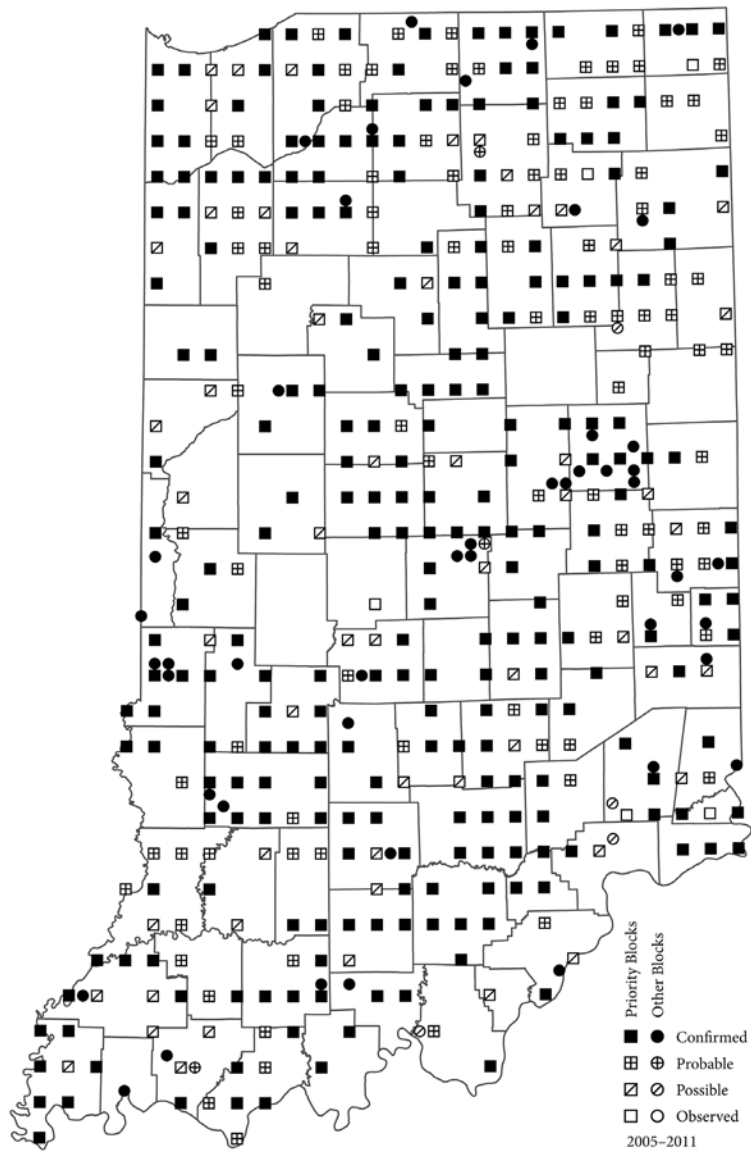 Priority Blocks
Other Blocks
Confirmed
Probable
Possible
Observed
2005–2011